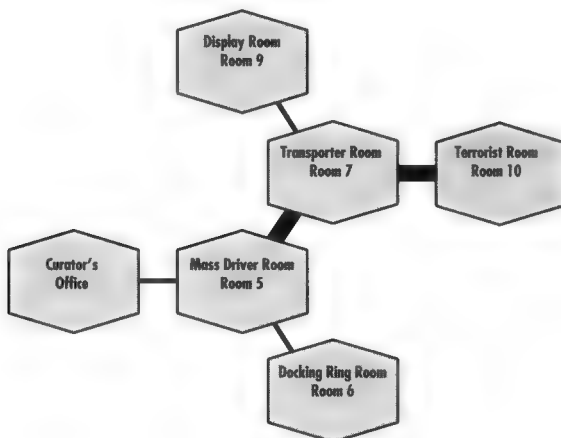 Display Room
Room 9
Transporter Room
Room 7
Terrorist Room
Room 10
Curator's
Office
Mass Driver Room
Room 5
Docking Ring Room
Room 6